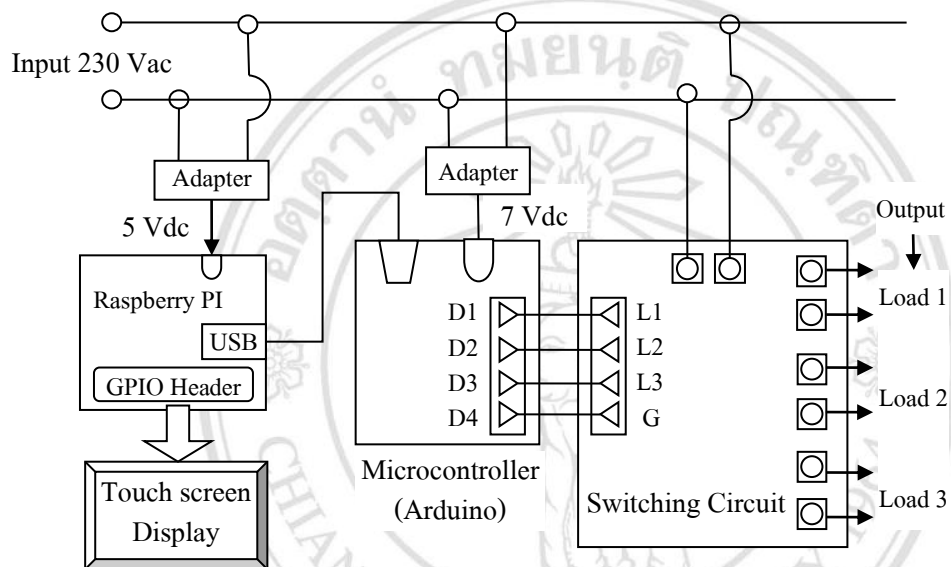 Input 230 Vac
Adapter
Adapter
5 Vdc
7 Vdc
Output
Raspberry PI
USB
GPIO Header
D1
D2
D3
D4
L1
L2
L3
G
Load 1
Load 2
Load 3
Microcontroller
(Arduino)
Switching Circuit
Touch screen
Display
CHIAN